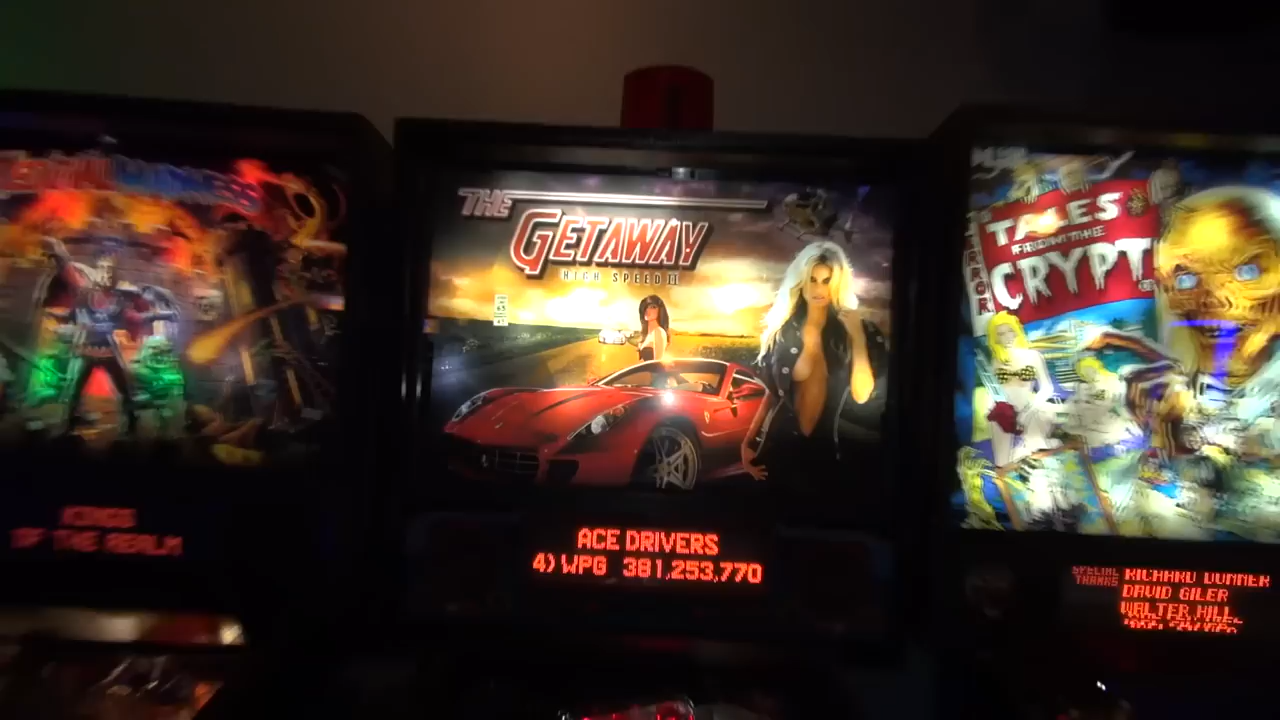 MADNESS
KINGS
OF THE REALM
THE
GETAWAY
HIGH SPEED II
ACE DRIVERS
4) WPG 381,253,770
TALES
FROM THE
CRYPT
SPECIAL
THANKS
RICHARD DONNER
DAVID GILER
WALTER HILL